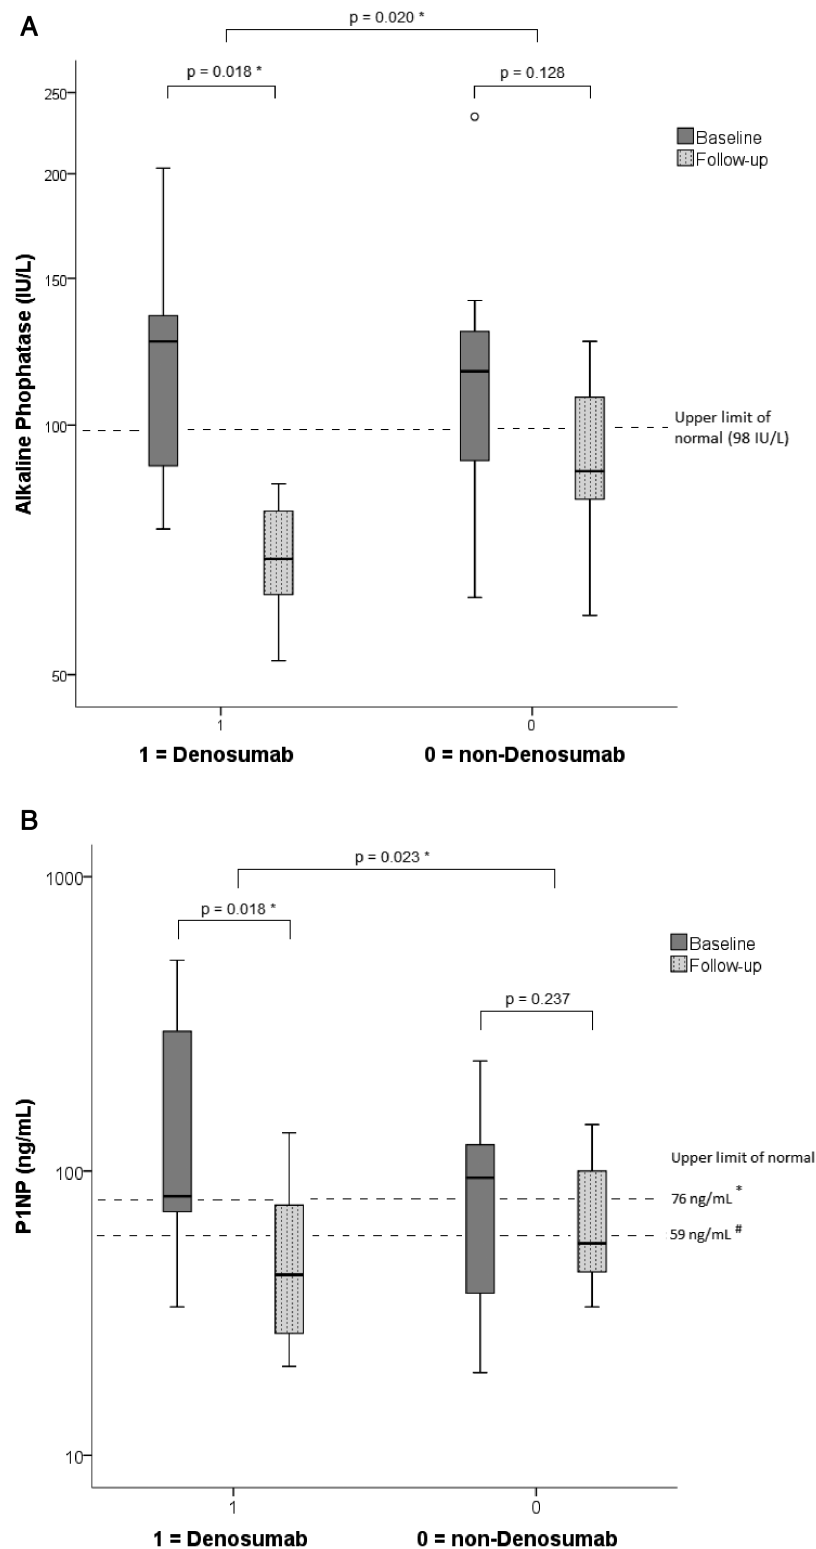 A
p = 0.020 *
p = 0.018 *
p = 0.128
250
200
150
100
50
Alkaline Phophatase (IU/L)
Baseline
Follow-up
Upper limit of
normal (98 IU/L)
1
0
1 = Denosumab
0 = non-Denosumab
B
p = 0.023 *
p = 0.018 *
p = 0.237
1000
100
10
P1NP (ng/mL)
Baseline
Follow-up
Upper limit of normal
76 ng/mL *
59 ng/mL #
1
0
1 = Denosumab
0 = non-Denosumab